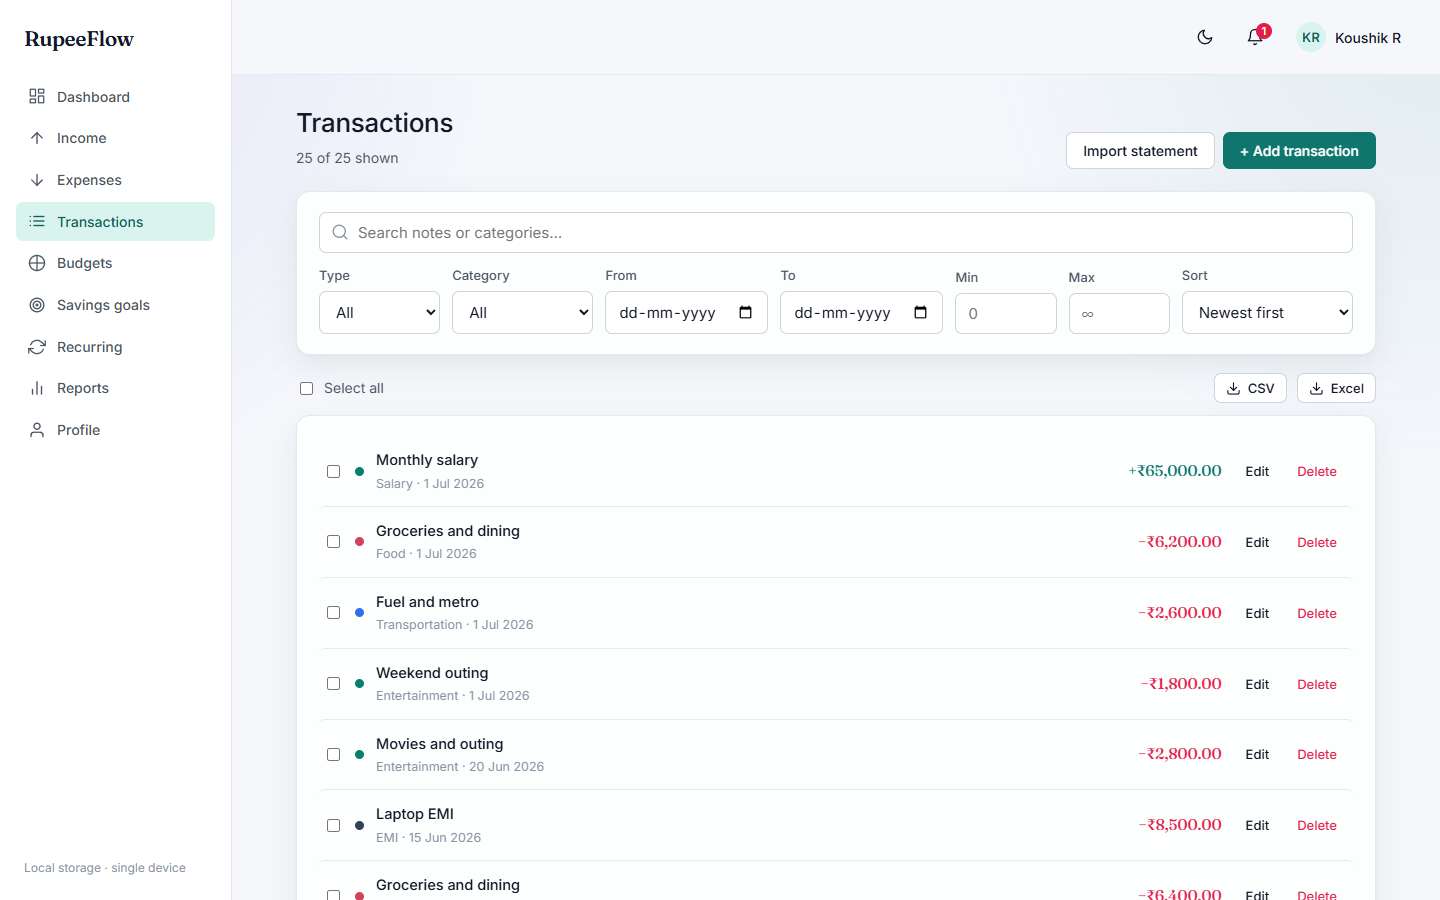 RupeeFlow
Dashboard
Income
Expenses
Transactions
Budgets
Savings goals
Recurring
Reports
Profile
Local storage · single device
1
KR
Koushik R
Transactions
25 of 25 shown
Import statement
+ Add transaction
Search notes or categories...
Type
Category
From
To
Min
Max
Sort
All
All
dd-mm-yyyy
dd-mm-yyyy
0
∞
Newest first
Select all
CSV
Excel
Monthly salary
Salary · 1 Jul 2026
+₹65,000.00
Edit
Delete
Groceries and dining
Food · 1 Jul 2026
−₹6,200.00
Edit
Delete
Fuel and metro
Transportation · 1 Jul 2026
−₹2,600.00
Edit
Delete
Weekend outing
Entertainment · 1 Jul 2026
−₹1,800.00
Edit
Delete
Movies and outing
Entertainment · 20 Jun 2026
−₹2,800.00
Edit
Delete
Laptop EMI
EMI · 15 Jun 2026
−₹8,500.00
Edit
Delete
Groceries and dining
−₹6,400.00
Edit
Delete